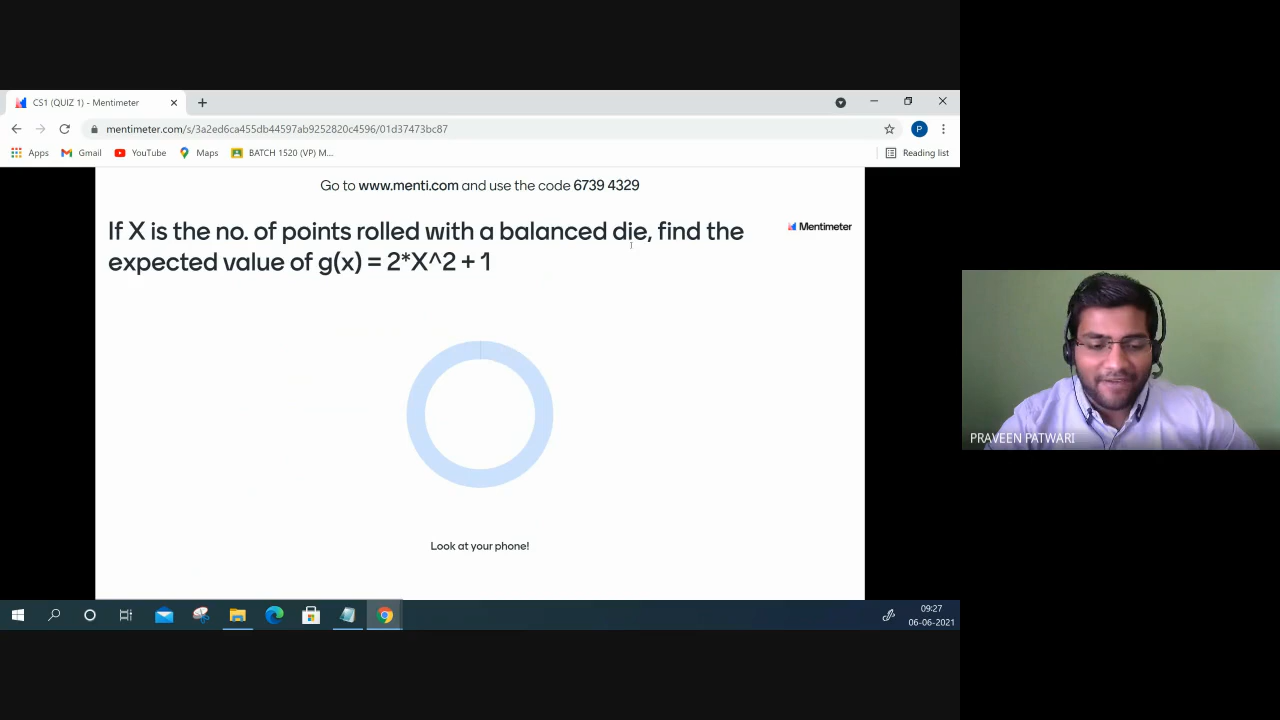 CS1 (QUIZ 1) - Mentimeter
mentimeter.com/s/3a2ed6ca455db44597ab9252820c4596/01d37473bc87
P
Apps Gmail YouTube Maps BATCH 1520 (VP) M... Reading list
Go to www.menti.com and use the code 6739 4329
If X is the no. of points rolled with a balanced die, find the
expected value of g(x) = 2*X^2 + 1
Mentimeter
Look at your phone!
PRAVEEN PATWARI
09:27
06-06-2021